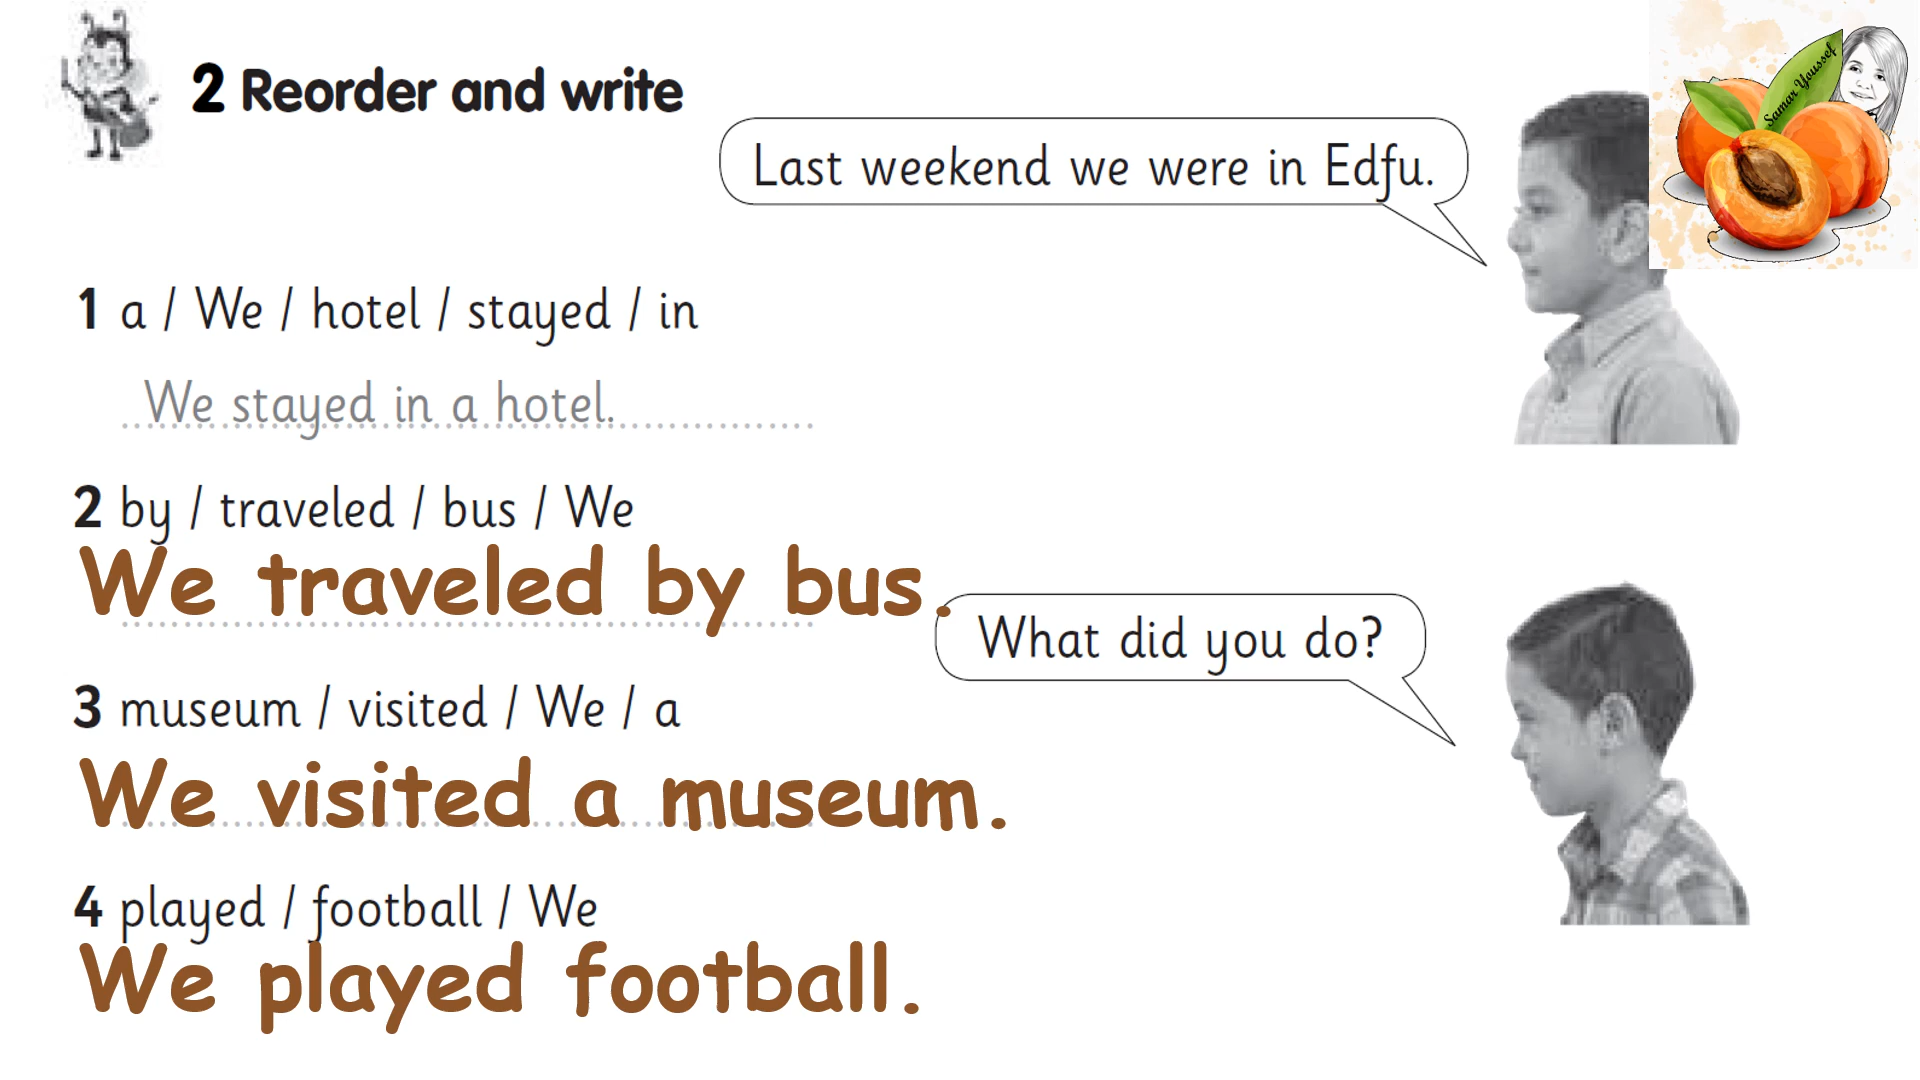 2 Reorder and write
Last weekend we were in Edfu.
Samar Youssef
1 a / We / hotel / stayed / in
We stayed in a hotel.
2 by / traveled / bus / We
We traveled by bus.
What did you do?
3 museum / visited / We / a
We visited a museum.
4 played / football / We
We played football.